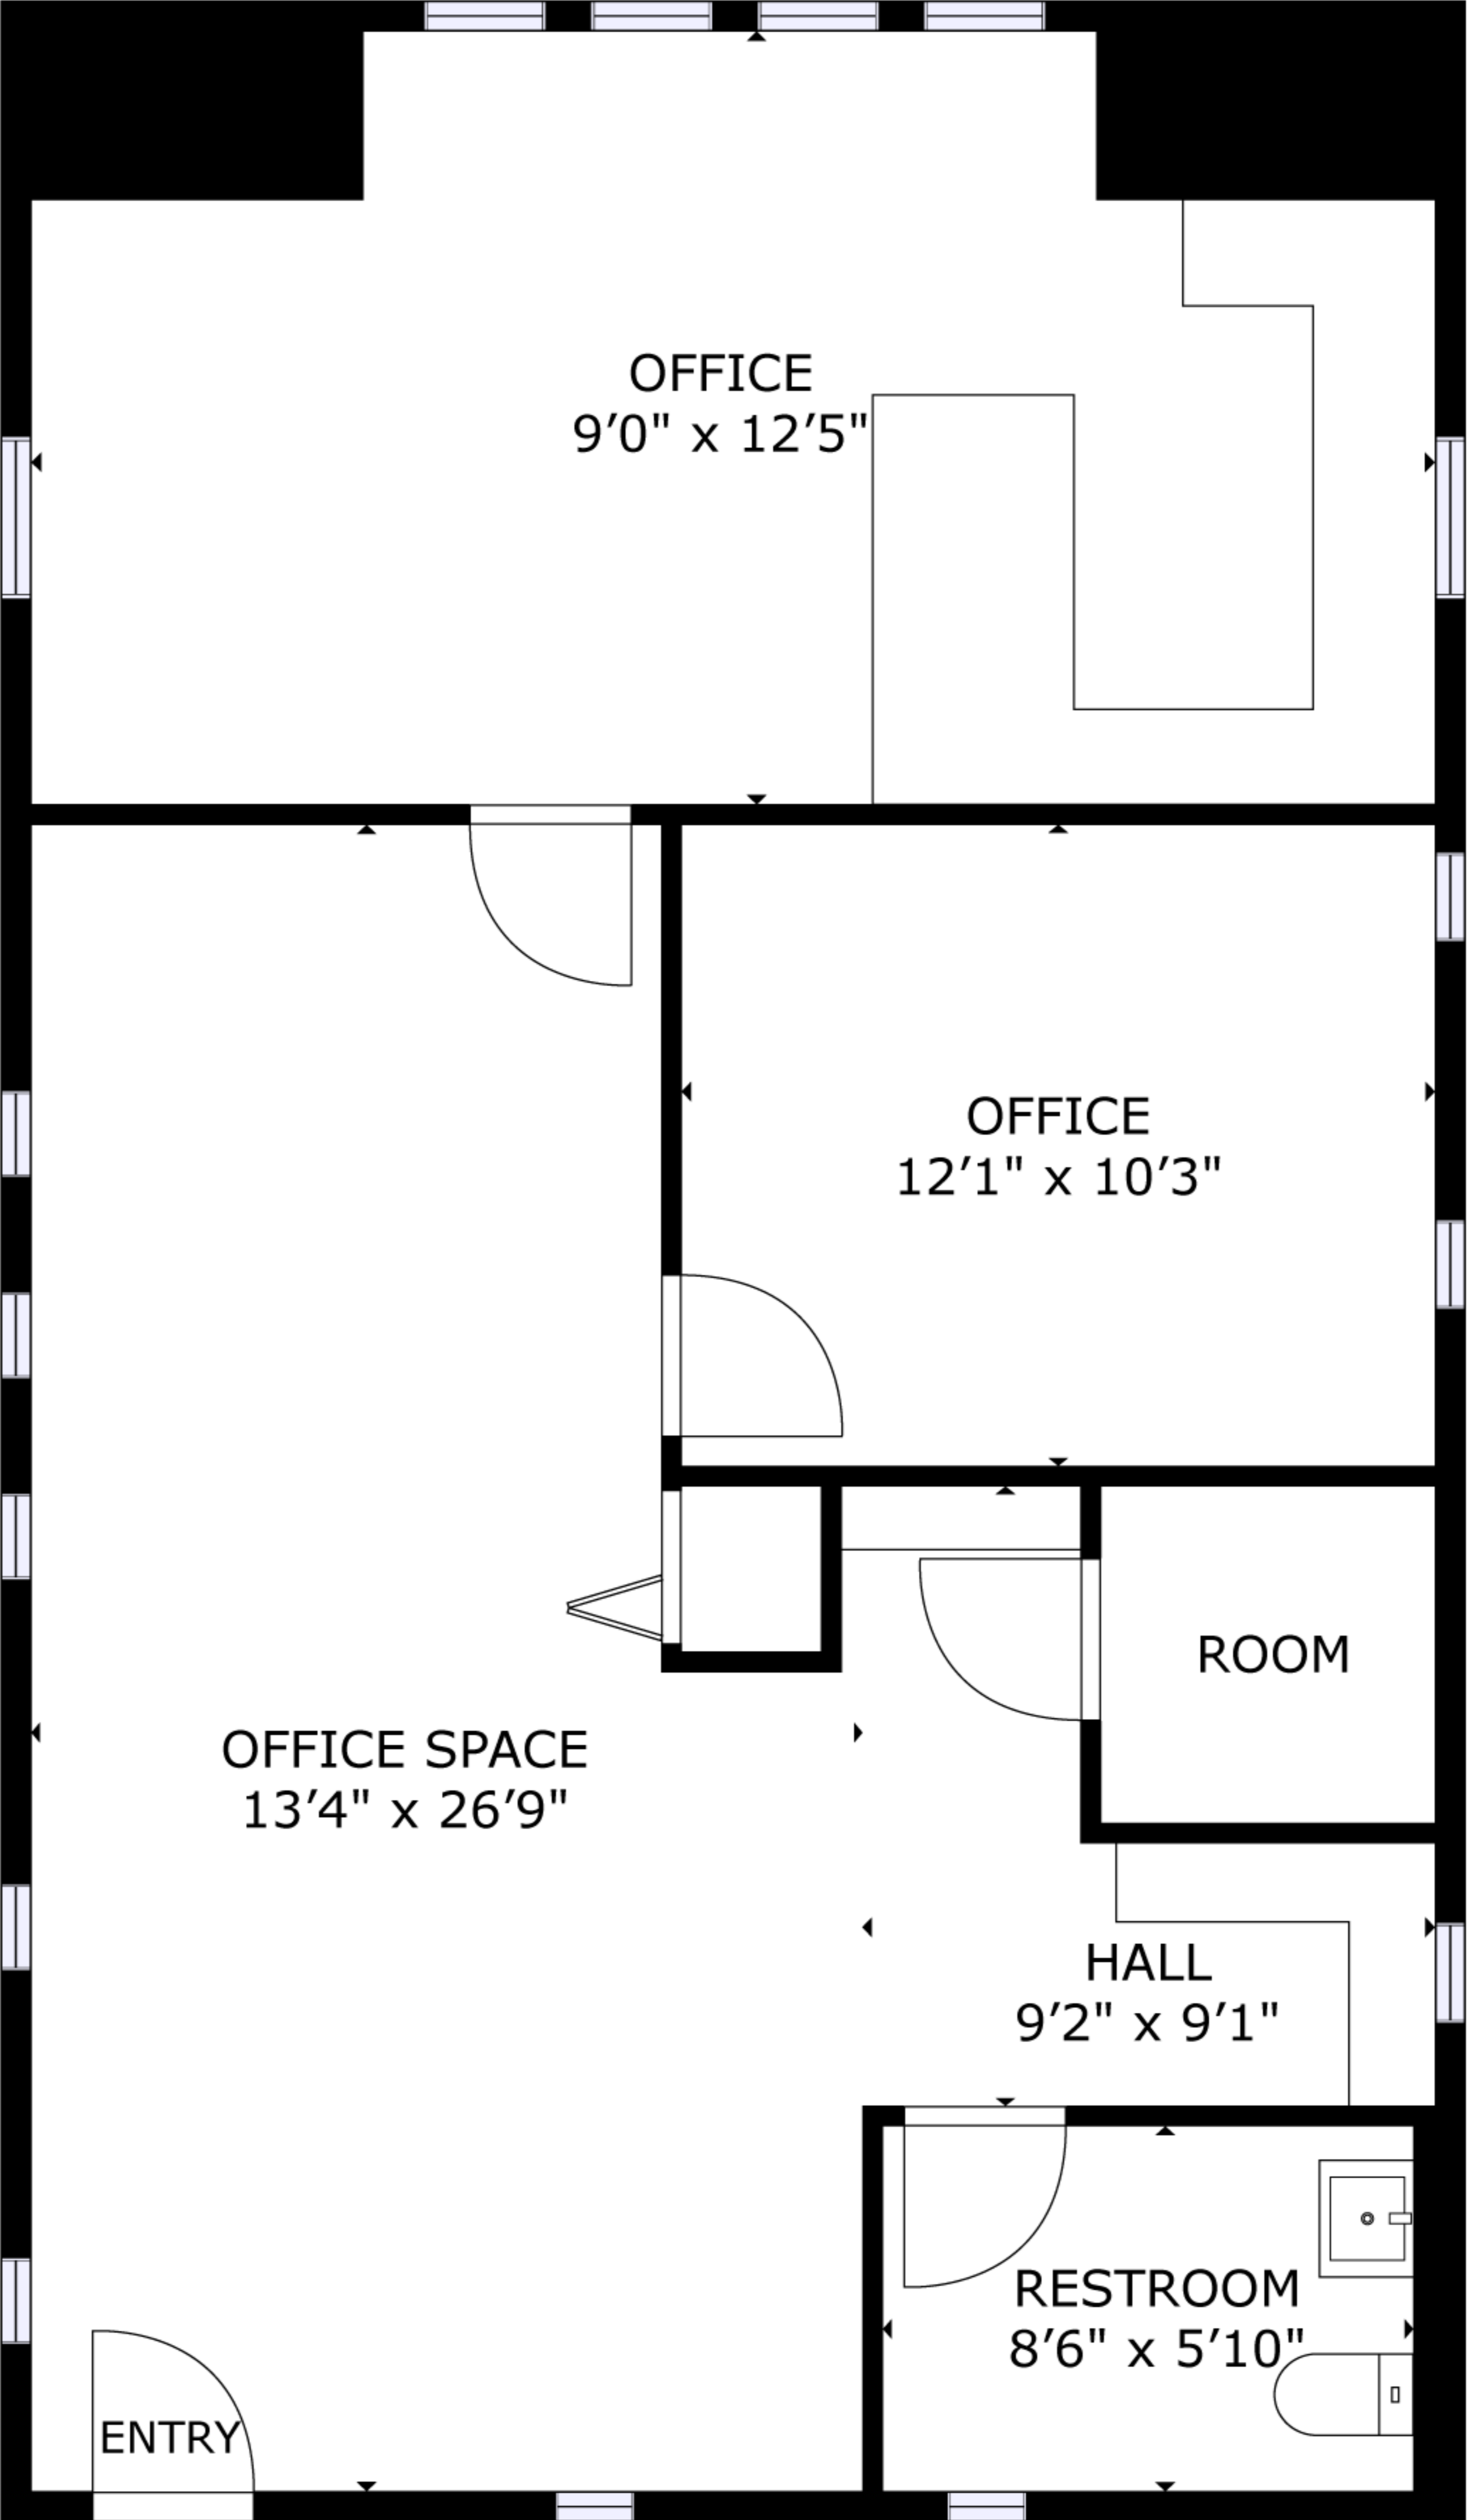 OFFICE
9'0" x 12'5"
OFFICE
12'1" x 10'3"
ROOM
OFFICE SPACE
13'4" x 26'9"
HALL
9'2" x 9'1"
RESTROOM
8'6" x 5'10"
ENTRY